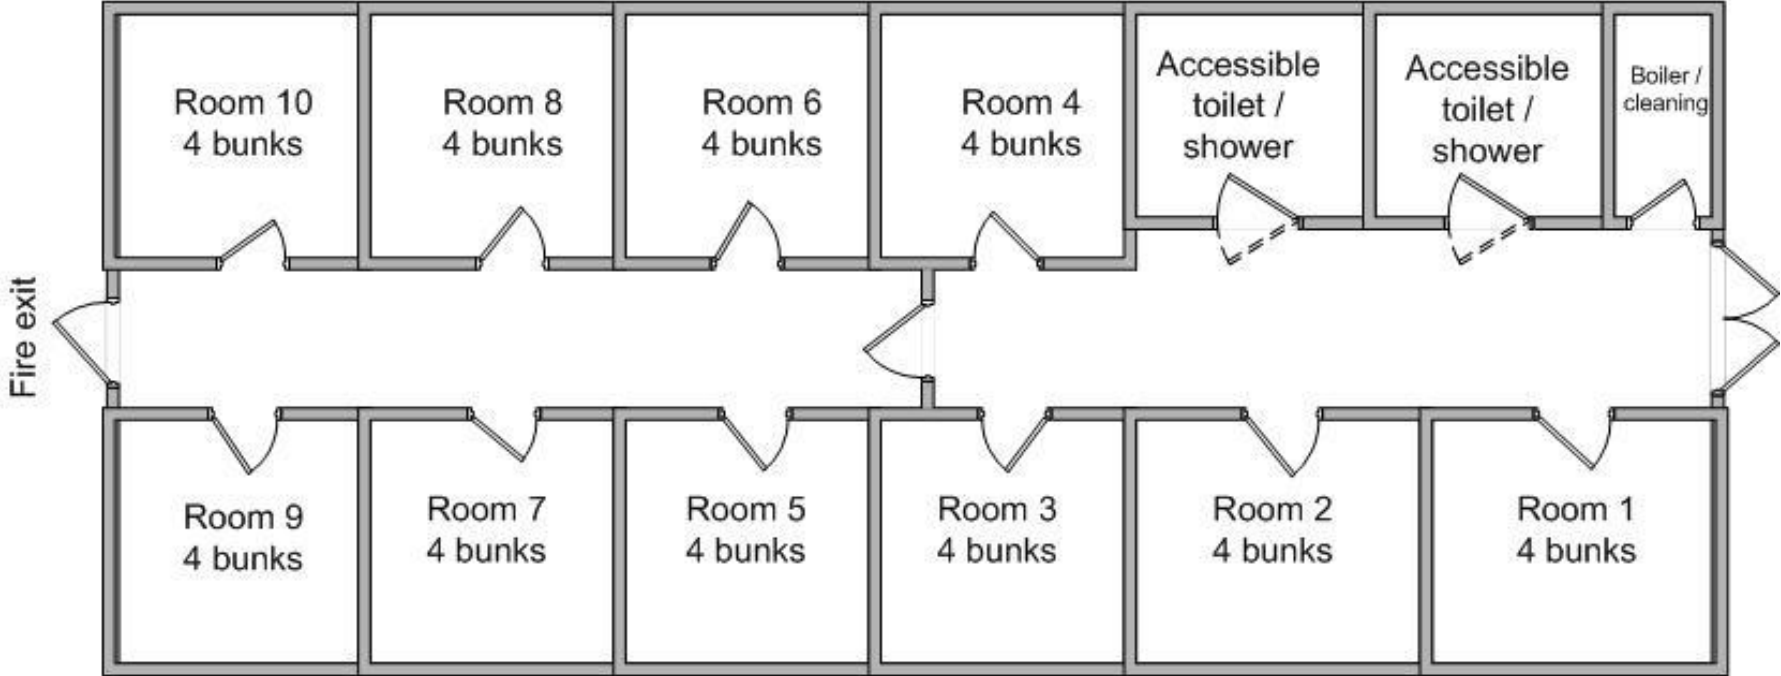 Room 10
4 bunks
Room 8
4 bunks
Room 6
4 bunks
Room 4
4 bunks
Accessible
toilet /
shower
Accessible
toilet /
shower
Boiler /
cleaning
Fire exit
Room 9
4 bunks
Room 7
4 bunks
Room 5
4 bunks
Room 3
4 bunks
Room 2
4 bunks
Room 1
4 bunks